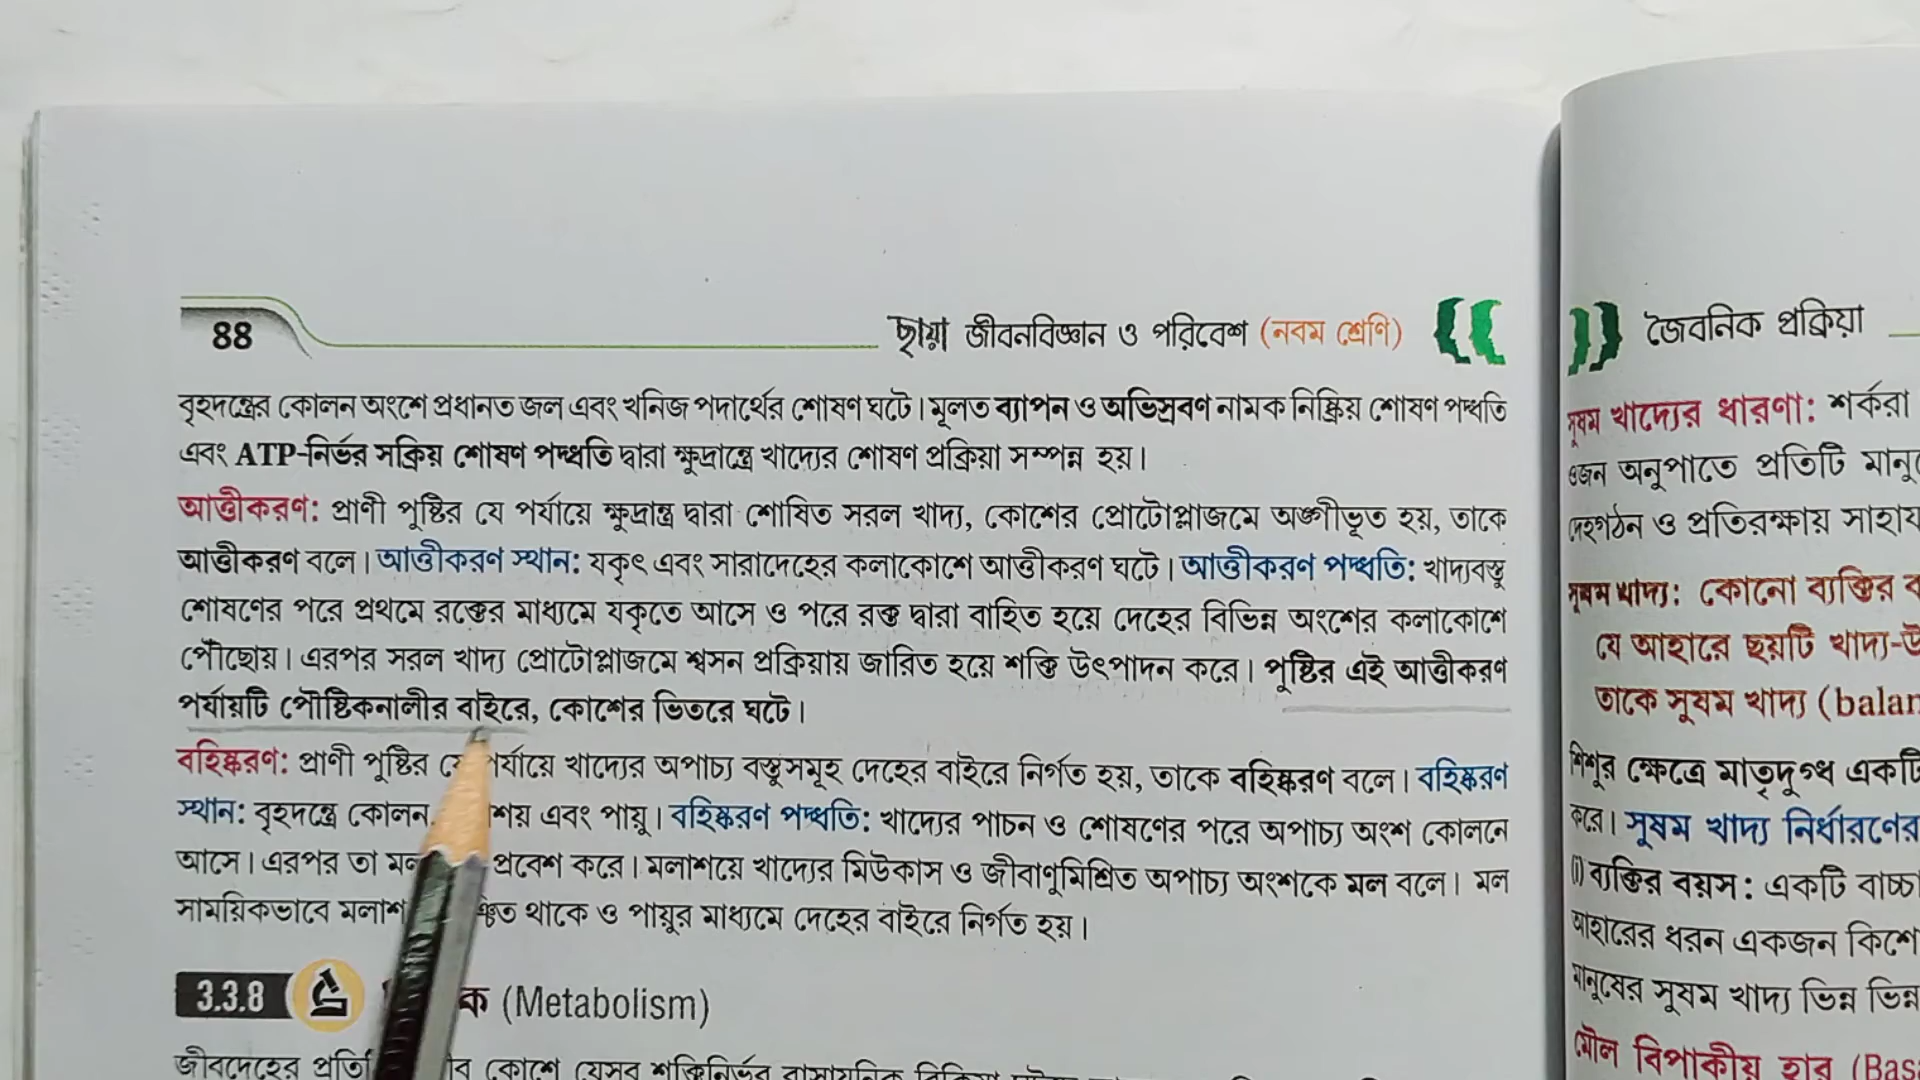 88
ছায়া জীবনবিজ্ঞান ও পরিবেশ (নবম শ্রেণি)
বৃহদন্ত্রের কোলন অংশে প্রধানত জল এবং খনিজ পদার্থের শোষণ ঘটে। মূলত ব্যাপন ও অভিস্রবণ নামক নিষ্ক্রিয় শোষণ পদ্ধতি
এবং ATP-নির্ভর সক্রিয় শোষণ পদ্ধতি দ্বারা ক্ষুদ্রান্ত্রে খাদ্যের শোষণ প্রক্রিয়া সম্পন্ন হয়।
আত্তীকরণ: প্রাণী পুষ্টির যে পর্যায়ে ক্ষুদ্রান্ত্র দ্বারা শোষিত সরল খাদ্য, কোশের প্রোটোপ্লাজমে অঙ্গীভূত হয়, তাকে
আত্তীকরণ বলে। আত্তীকরণ স্থান: যকৃৎ এবং সারাদেহের কলাকোশে আত্তীকরণ ঘটে। আত্তীকরণ পদ্ধতি: খাদ্যবস্তু
শোষণের পরে প্রথমে রক্তের মাধ্যমে যকৃতে আসে ও পরে রক্ত দ্বারা বাহিত হয়ে দেহের বিভিন্ন অংশের কলাকোশে
পৌঁছোয়। এরপর সরল খাদ্য প্রোটোপ্লাজমে শ্বসন প্রক্রিয়ায় জারিত হয়ে শক্তি উৎপাদন করে। পুষ্টির এই আত্তীকরণ
পর্যায়টি পৌষ্টিকনালীর বাইরে, কোশের ভিতরে ঘটে।
বহিষ্করণ: প্রাণী পুষ্টির যে পর্যায়ে খাদ্যের অপাচ্য বস্তুসমূহ দেহের বাইরে নির্গত হয়, তাকে বহিষ্করণ বলে। বহিষ্করণ
স্থান: বৃহদন্ত্রে কোলন, এবং পায়ু। বহিষ্করণ পদ্ধতি: খাদ্যের পাচন ও শোষণের পরে অপাচ্য অংশ কোলনে
আসে। এরপর তা প্রবেশ করে। মলাশয়ে খাদ্যের মিউকাস ও জীবাণুমিশ্রিত অপাচ্য অংশকে মল বলে। মল
সাময়িকভাবে থাকে ও পায়ুর মাধ্যমে দেহের বাইরে নির্গত হয়।
3.3.8 (Metabolism)
জীবদেহের কোশে যেসব শক্তিনির্ভর রাসায়নিক বিক্রিয়া
জৈবনিক প্রক্রিয়া
সুষম খাদ্যের ধারণা: শর্করা
ওজন অনুপাতে প্রতিটি
দেহগঠন ও প্রতিরক্ষায়
সুষম খাদ্য: কোনো ব্যক্তির
যে আহারে ছয়টি
তাকে সুষম খাদ্য
শিশুর ক্ষেত্রে মাতৃদুগ্ধ একটি
করে। সুষম খাদ্য নির্ধারণের
(i) ব্যক্তির বয়স: একটি বাচ্চা
আহারের ধরন একজন
মানুষের সুষম খাদ্য ভিন্ন ভিন্ন
মৌল বিপাকীয় হার